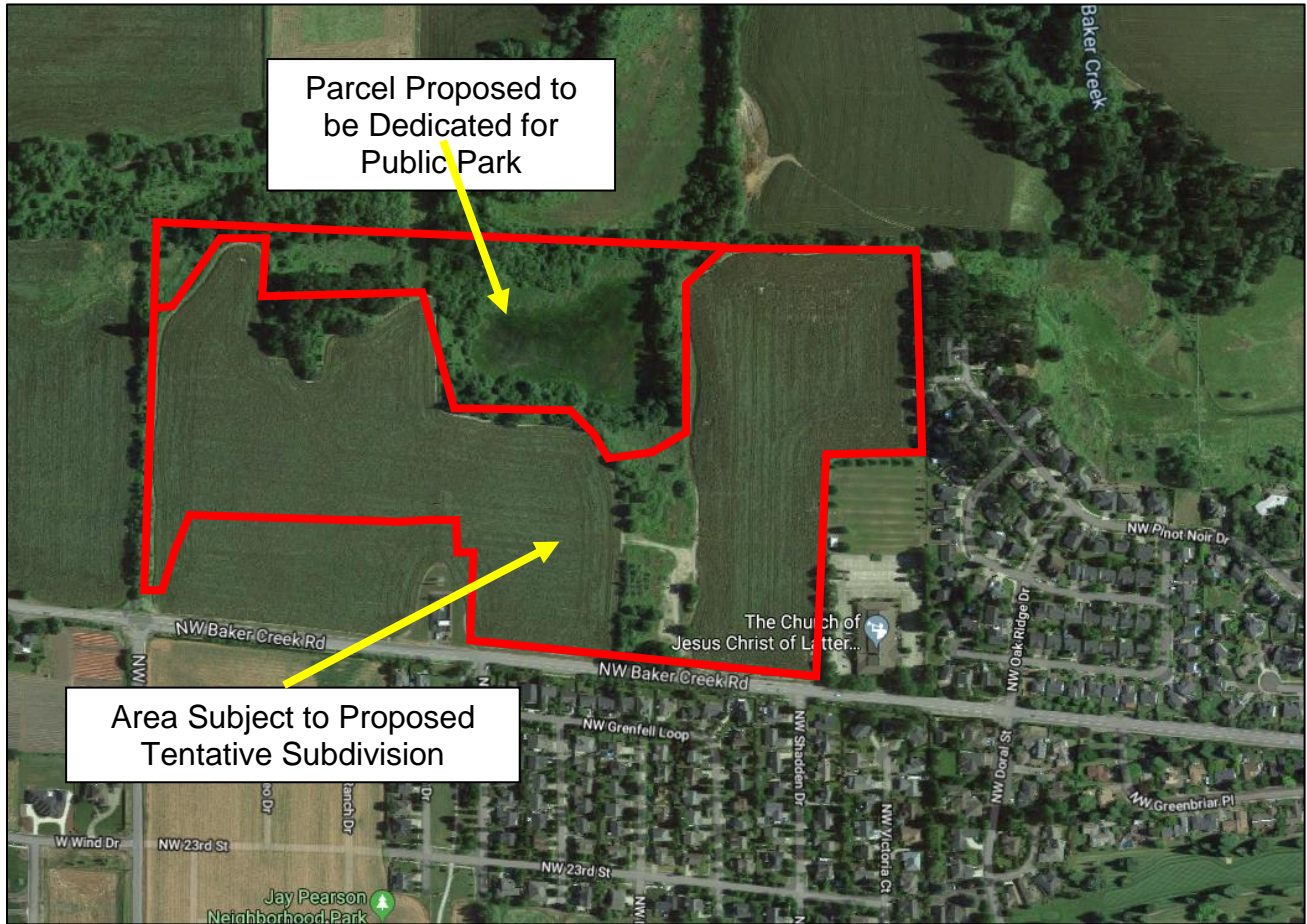 Baker Creek
Parcel Proposed to
be Dedicated for
Public Park
NW Pinot Noir Dr
The Church of
Jesus Christ of Latter...
NW Oak Ridge Dr
NW Baker Creek Rd
NW Baker Creek Rd
Area Subject to Proposed
Tentative Subdivision
NW Grenfell Loop
NW Shadden Dr
NW Doral St
NW Greenbriar Pl
NW Victoria Ct
W Wind Dr
NW 23rd St
NW 23rd St
Jay Pearson
Neighborhood Park